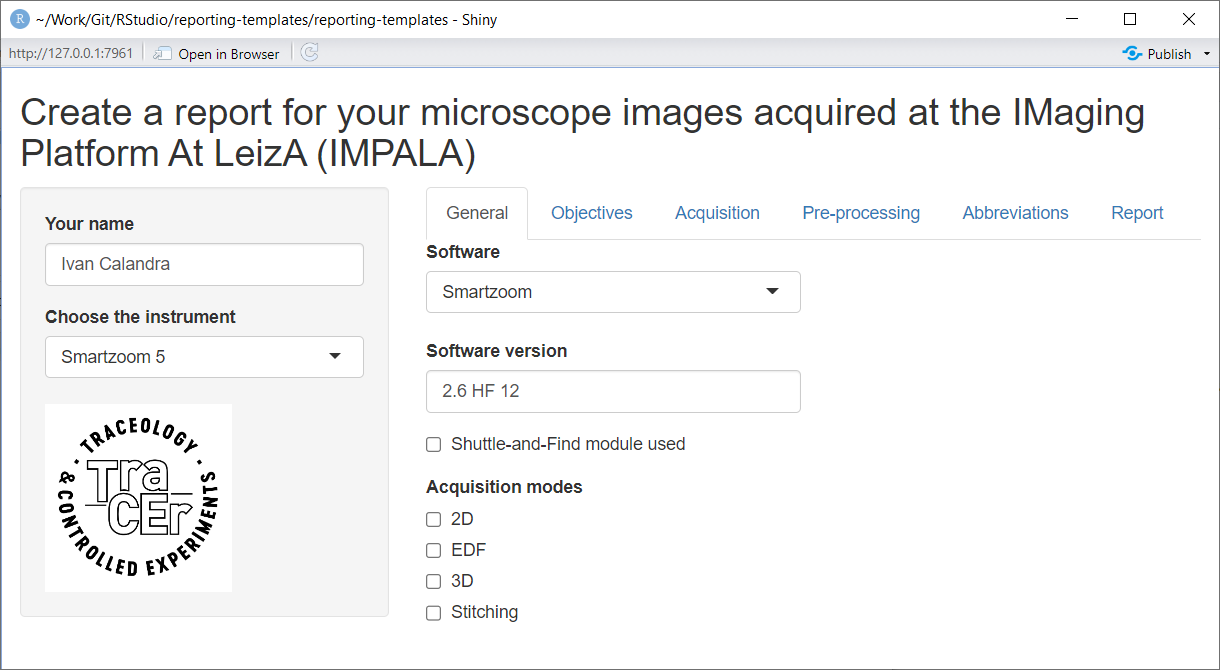 R ~/Work/Git/RStudio/reporting-templates/reporting-templates - Shiny
http://127.0.0.1:7961 Open in Browser Publish
Create a report for your microscope images acquired at the IMaging
Platform At LeizA (IMPALA)
Your name
Ivan Calandra
Choose the instrument
Smartzoom 5
· TRACEOLOGY ·
& CONTROLLED EXPERIMENTS
Tra
CEr
General Objectives Acquisition Pre-processing Abbreviations Report
Software
Smartzoom
Software version
2.6 HF 12
Shuttle-and-Find module used
Acquisition modes
2D
EDF
3D
Stitching